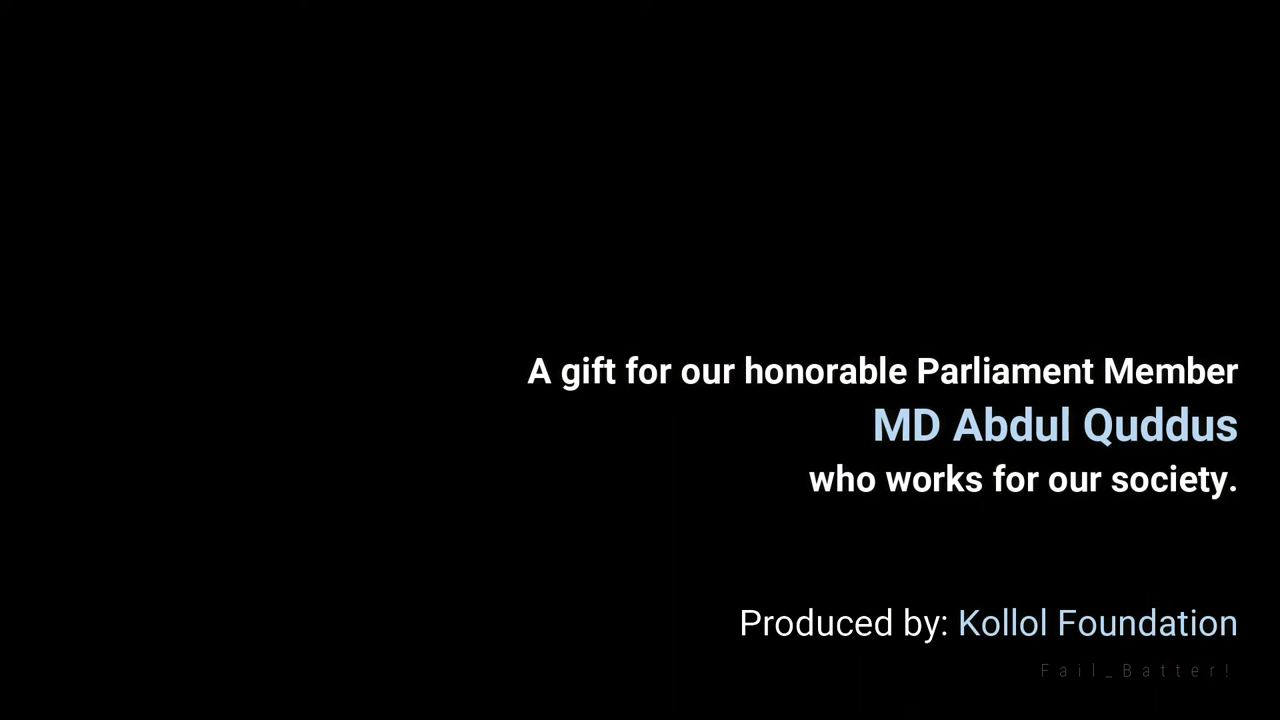 A gift for our honorable Parliament Member
MD Abdul Quddus
who works for our society.
Produced by: Kollol Foundation
Fail_Batter!